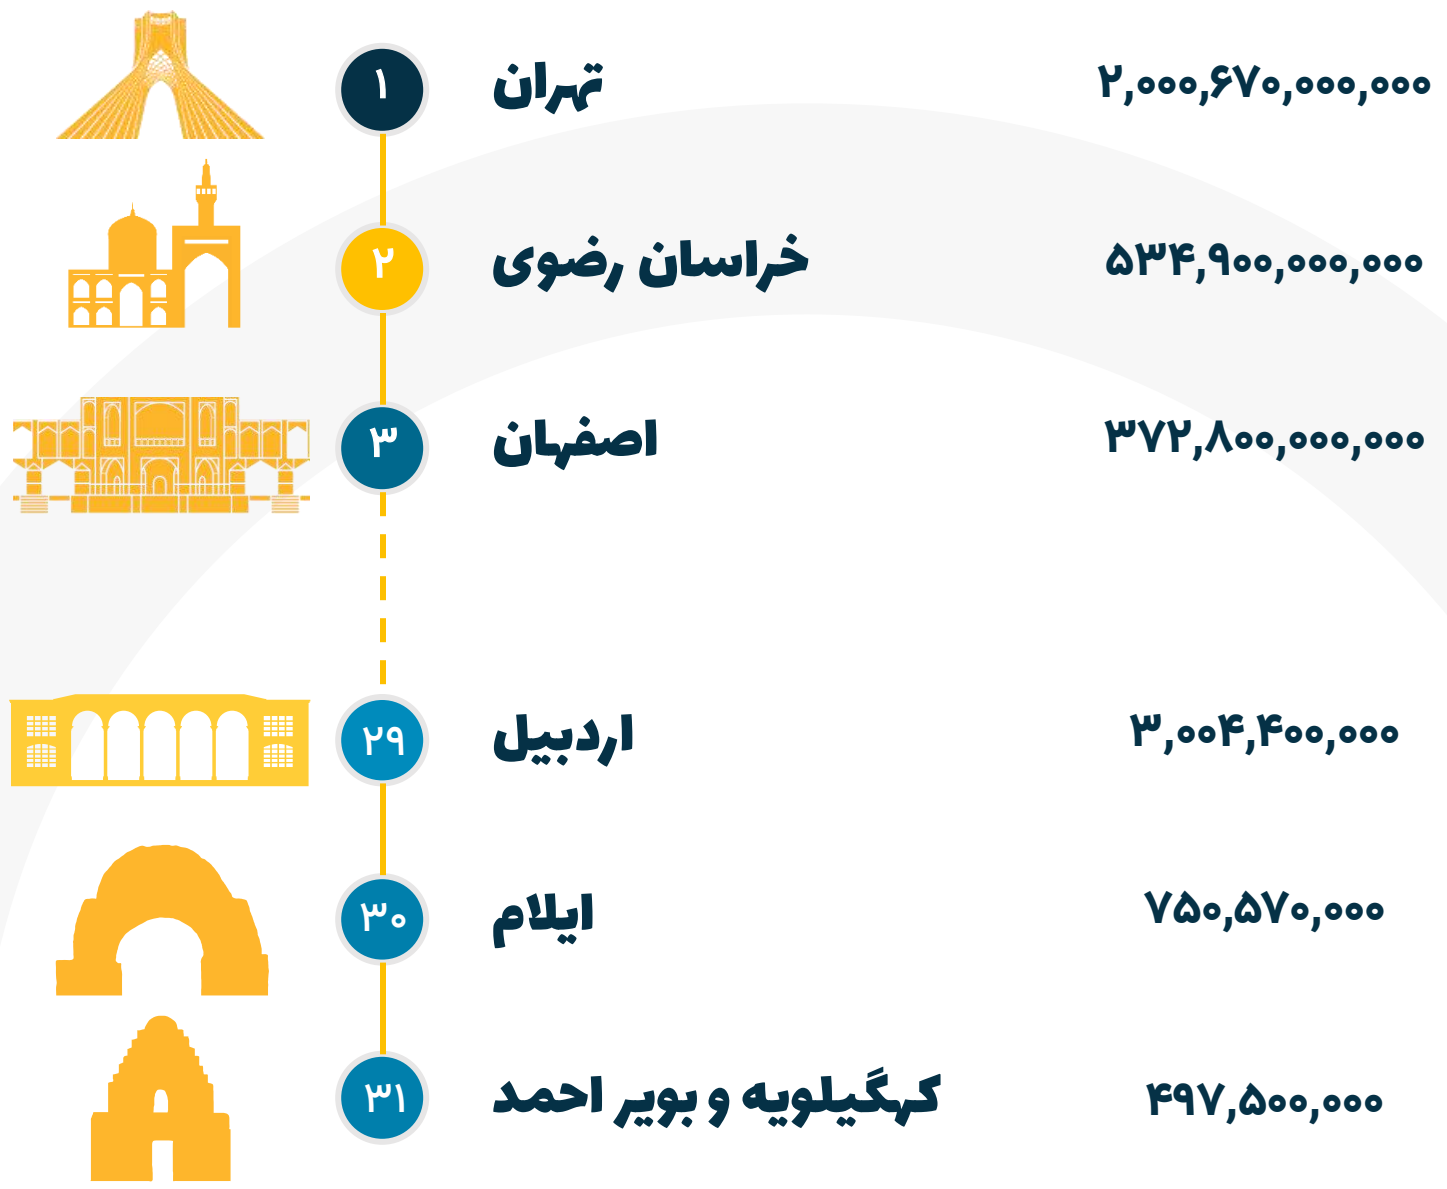 ۱ تهران ۲,۰۰۰,۶۷۰,۰۰۰,۰۰۰
۲ خراسان رضوی ۵۳۴,۹۰۰,۰۰۰,۰۰۰
۳ اصفهان ۳۷۲,۸۰۰,۰۰۰,۰۰۰
۲۹ اردبیل ۳,۰۰۴,۴۰۰,۰۰۰
۳۰ ایلام ۷۵۰,۵۷۰,۰۰۰
۳۱ کهگیلویه و بویر احمد ۴۹۷,۵۰۰,۰۰۰